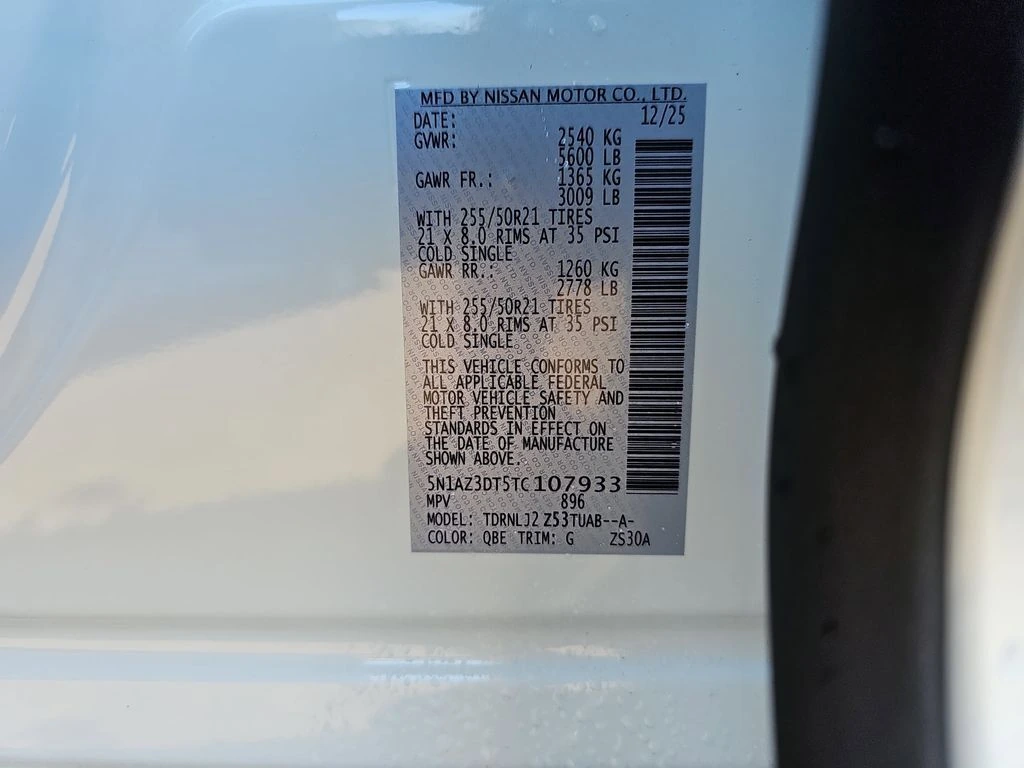 MFD BY NISSAN MOTOR CO., LTD.
DATE: 12/25
GVWR: 2540 KG
5600 LB
GAWR FR.: 1365 KG
3009 LB
WITH 255/50R21 TIRES
21 X 8.0 RIMS AT 35 PSI
COLD SINGLE
GAWR RR.: 1260 KG
2778 LB
WITH 255/50R21 TIRES
21 X 8.0 RIMS AT 35 PSI
COLD SINGLE
THIS VEHICLE CONFORMS TO
ALL APPLICABLE FEDERAL
MOTOR VEHICLE SAFETY AND
THEFT PREVENTION
STANDARDS IN EFFECT ON
THE DATE OF MANUFACTURE
SHOWN ABOVE.
5N1AZ3DT5TC107933
MPV 896
MODEL: TDRNLJ2 Z53TUAB--A-
COLOR: QBE TRIM: G ZS30A